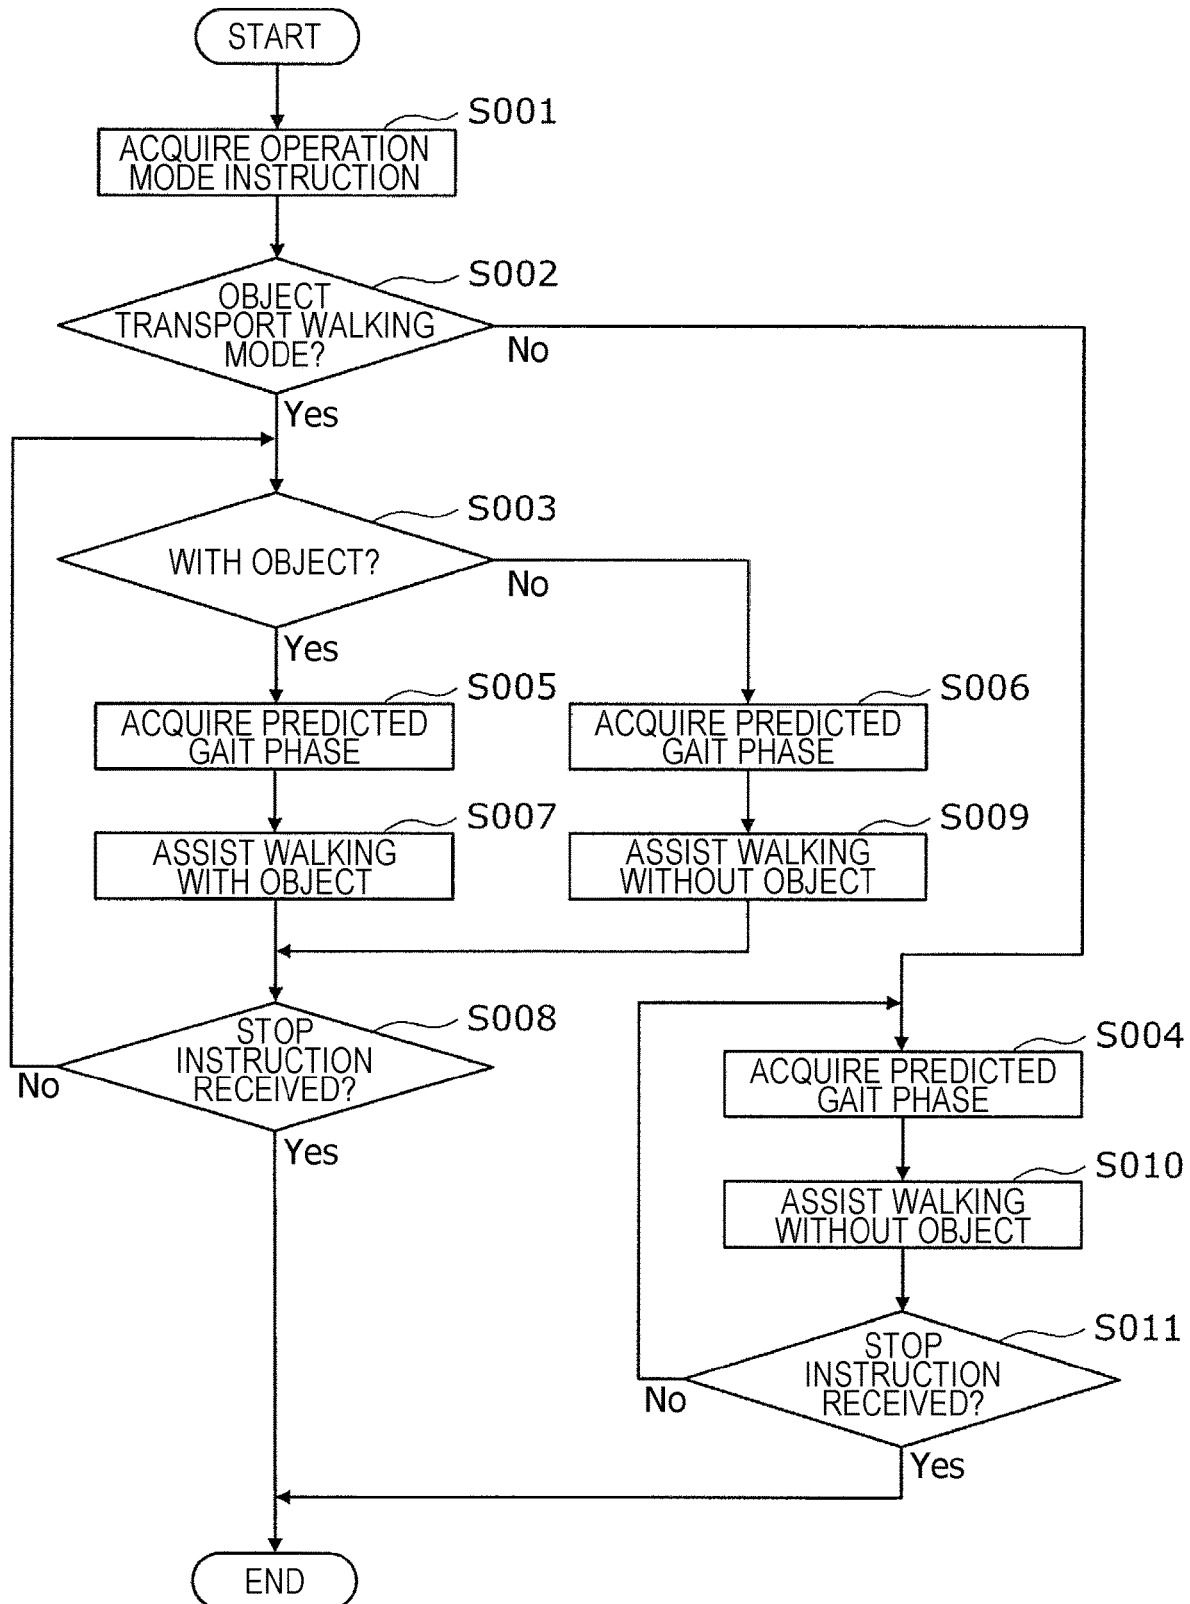 START
S001
ACQUIRE OPERATION
MODE INSTRUCTION
S002
OBJECT
TRANSPORT WALKING
MODE?
No
Yes
S003
WITH OBJECT?
No
Yes
S005
ACQUIRE PREDICTED
GAIT PHASE
S006
ACQUIRE PREDICTED
GAIT PHASE
S007
ASSIST WALKING
WITH OBJECT
S009
ASSIST WALKING
WITHOUT OBJECT
S008
STOP
INSTRUCTION
RECEIVED?
No
Yes
S004
ACQUIRE PREDICTED
GAIT PHASE
S010
ASSIST WALKING
WITHOUT OBJECT
S011
STOP
INSTRUCTION
RECEIVED?
No
Yes
END